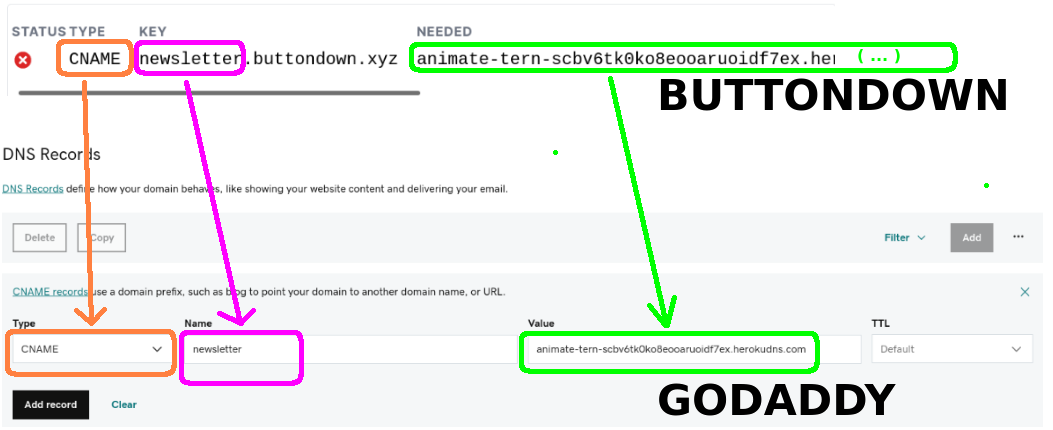 STATUS TYPE KEY NEEDED
CNAME newsletter.buttondown.xyz animate-tern-scbv6tk0ko8eooaruoidf7ex.her (...)
BUTTONDOWN
DNS Records
DNS Records define how your domain behaves, like showing your website content and delivering your email.
Delete Copy Filter Add ...
CNAME records use a domain prefix, such as blog to point your domain to another domain name, or URL.
Type Name Value TTL
CNAME newsletter animate-tern-scbv6tk0ko8eooaruoidf7ex.herokudns.com Default
Add record Clear
GODADDY